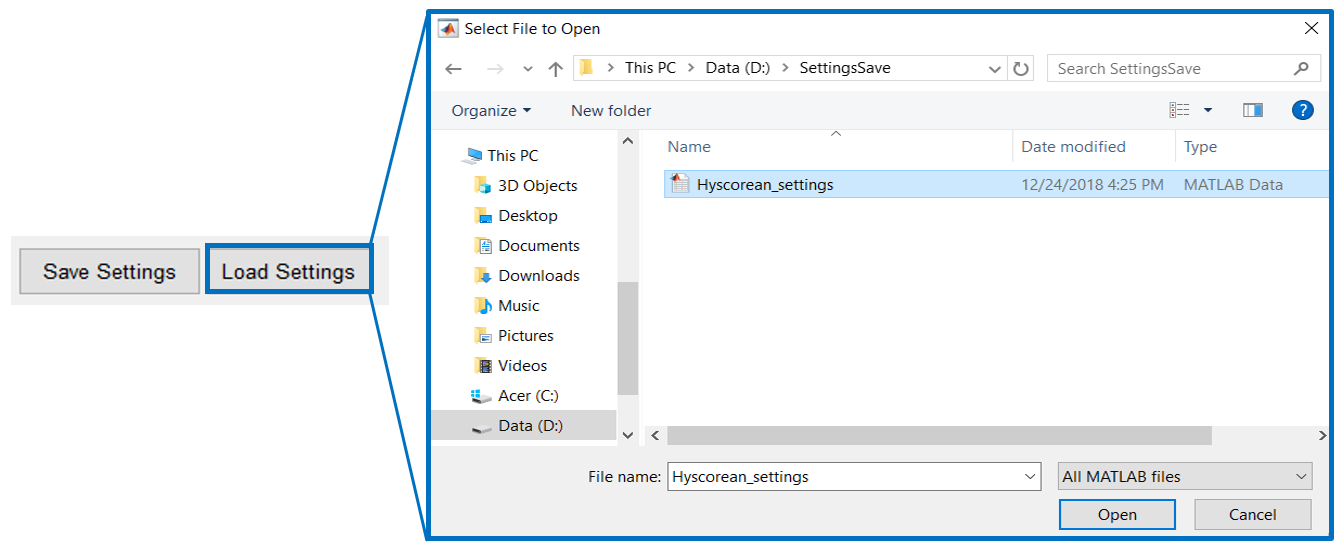 Save Settings
Load Settings
Select File to Open
This PC > Data (D:) > SettingsSave
Search SettingsSave
Organize
New folder
This PC
3D Objects
Desktop
Documents
Downloads
Music
Pictures
Videos
Acer (C:)
Data (D:)
Name Date modified Type
Hyscorean_settings 12/24/2018 4:25 PM MATLAB Data
File name: Hyscorean_settings
All MATLAB files
Open
Cancel